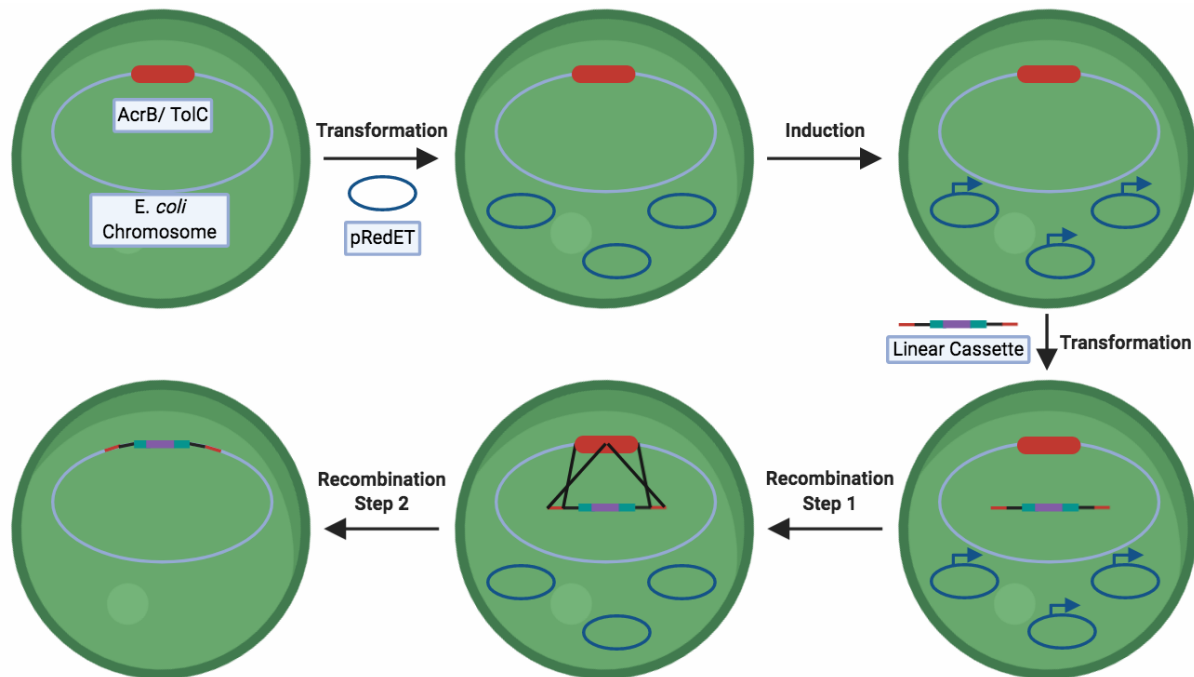 AcrB/ TolC
E. coli
Chromosome
Transformation
pRedET
Induction
Linear Cassette
Transformation
Recombination
Step 2
Recombination
Step 1